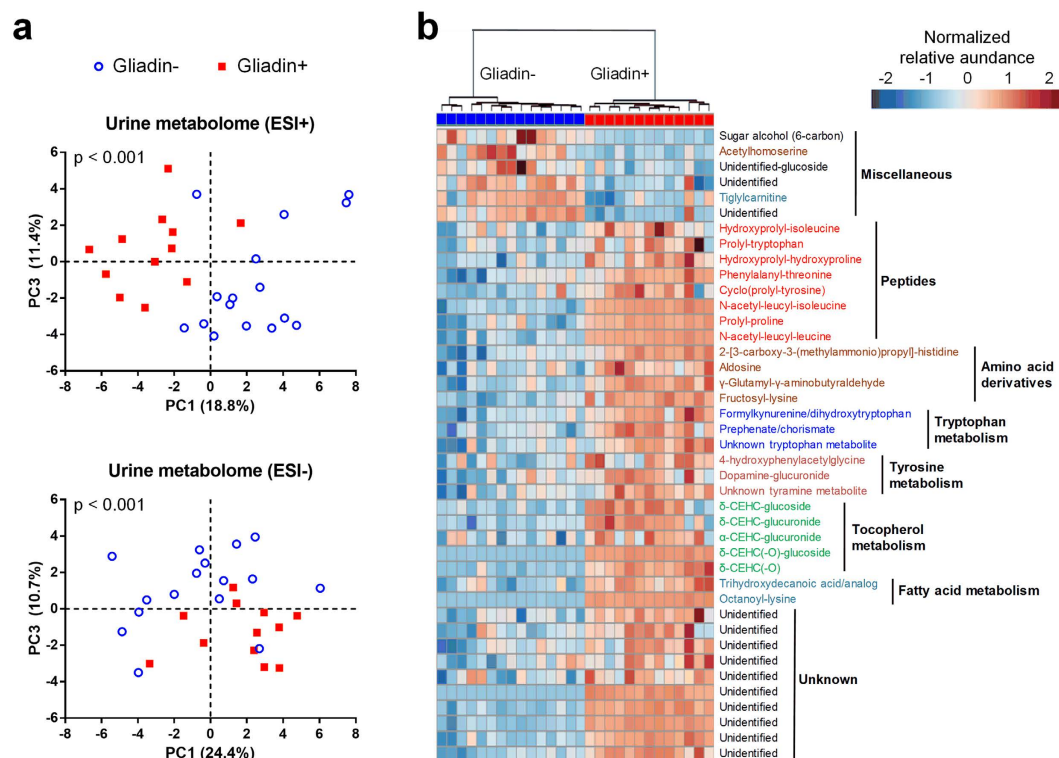 a
Gliadin-
Gliadin+
Urine metabolome (ESI+)
p < 0.001
6
4
2
0
-2
-4
-6
PC3 (11.4%)
-8
-6
-4
-2
0
2
4
6
8
PC1 (18.8%)
Urine metabolome (ESI-)
p < 0.001
6
4
2
0
-2
-4
-6
PC3 (10.7%)
-8
-6
-4
-2
0
2
4
6
8
PC1 (24.4%)
b
Gliadin-
Gliadin+
Normalized
relative aundance
-2 -1 0 1 2
Sugar alcohol (6-carbon)
Acetylhomoserine
Unidentified-glucoside
Unidentified
Tiglylcarnitine
Unidentified
Miscellaneous
Hydroxyprolyl-isoleucine
Prolyl-tryptophan
Hydroxyprolyl-hydroxyproline
Phenylalanyl-threonine
Cyclo(prolyl-tyrosine)
N-acetyl-leucyl-isoleucine
Prolyl-proline
N-acetyl-leucyl-leucine
Peptides
2-[3-carboxy-3-(methylammonio)propyl]-histidine
Aldosine
γ-Glutamyl-γ-aminobutyraldehyde
Fructosyl-lysine
Amino acid
derivatives
Formylkynurenine/dihydroxytryptophan
Prephenate/chorismate
Unknown tryptophan metabolite
Tryptophan
metabolism
4-hydroxyphenylacetylglycine
Dopamine-glucuronide
Unknown tyramine metabolite
Tyrosine
metabolism
δ-CEHC-glucoside
δ-CEHC-glucuronide
α-CEHC-glucuronide
δ-CEHC(-O)-glucoside
δ-CEHC(-O)
Tocopherol
metabolism
Trihydroxydecanoic acid/analog
Octanoyl-lysine
Fatty acid metabolism
Unidentified
Unidentified
Unidentified
Unidentified
Unidentified
Unidentified
Unidentified
Unidentified
Unidentified
Unidentified
Unknown